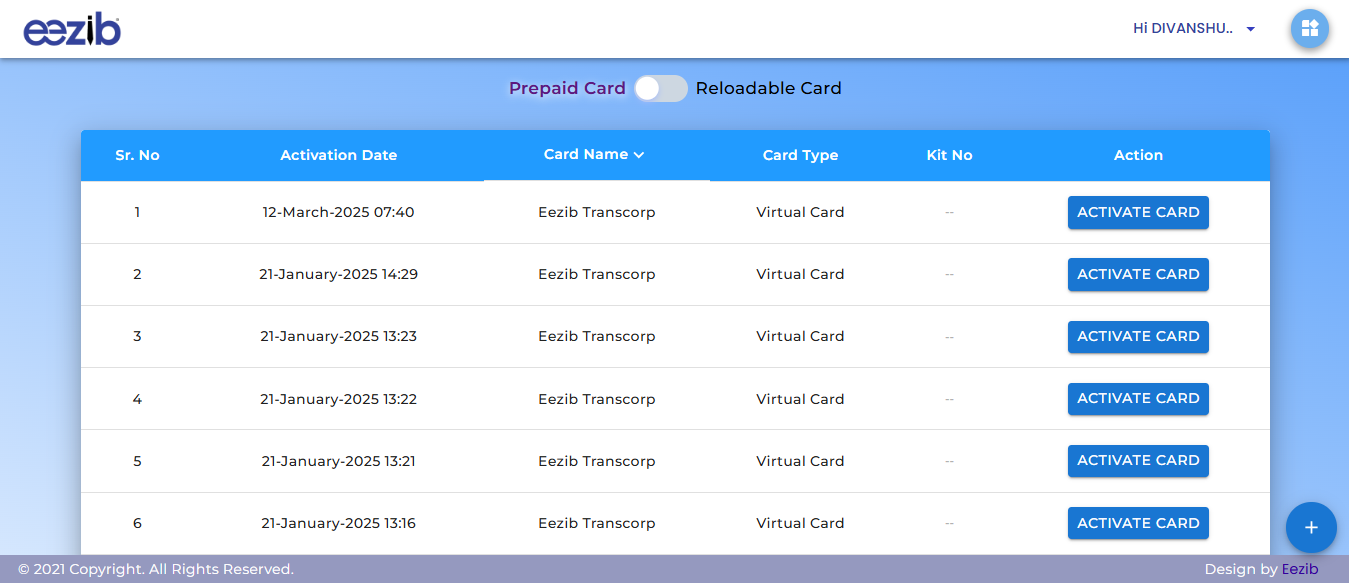 eezib
Hi DIVANSHU..
Prepaid Card Reloadable Card
Sr. No Activation Date Card Name Card Type Kit No Action
1 12-March-2025 07:40 Eezib Transcorp Virtual Card -- ACTIVATE CARD
2 21-January-2025 14:29 Eezib Transcorp Virtual Card -- ACTIVATE CARD
3 21-January-2025 13:23 Eezib Transcorp Virtual Card -- ACTIVATE CARD
4 21-January-2025 13:22 Eezib Transcorp Virtual Card -- ACTIVATE CARD
5 21-January-2025 13:21 Eezib Transcorp Virtual Card -- ACTIVATE CARD
6 21-January-2025 13:16 Eezib Transcorp Virtual Card -- ACTIVATE CARD
© 2021 Copyright. All Rights Reserved. Design by Eezib